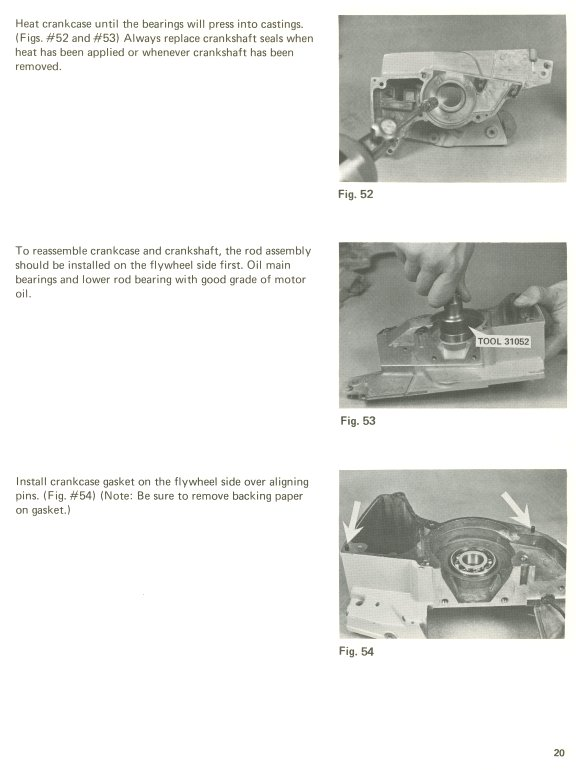 Heat crankcase until the bearings will press into castings.
(Figs. #52 and #53) Always replace crankshaft seals when
heat has been applied or whenever crankshaft has been
removed.
Fig. 52
To reassemble crankcase and crankshaft, the rod assembly
should be installed on the flywheel side first. Oil main
bearings and lower rod bearing with good grade of motor
oil.
TOOL 31052
Fig. 53
Install crankcase gasket on the flywheel side over aligning
pins. (Fig. #54) (Note: Be sure to remove backing paper
on gasket.)
Fig. 54
20